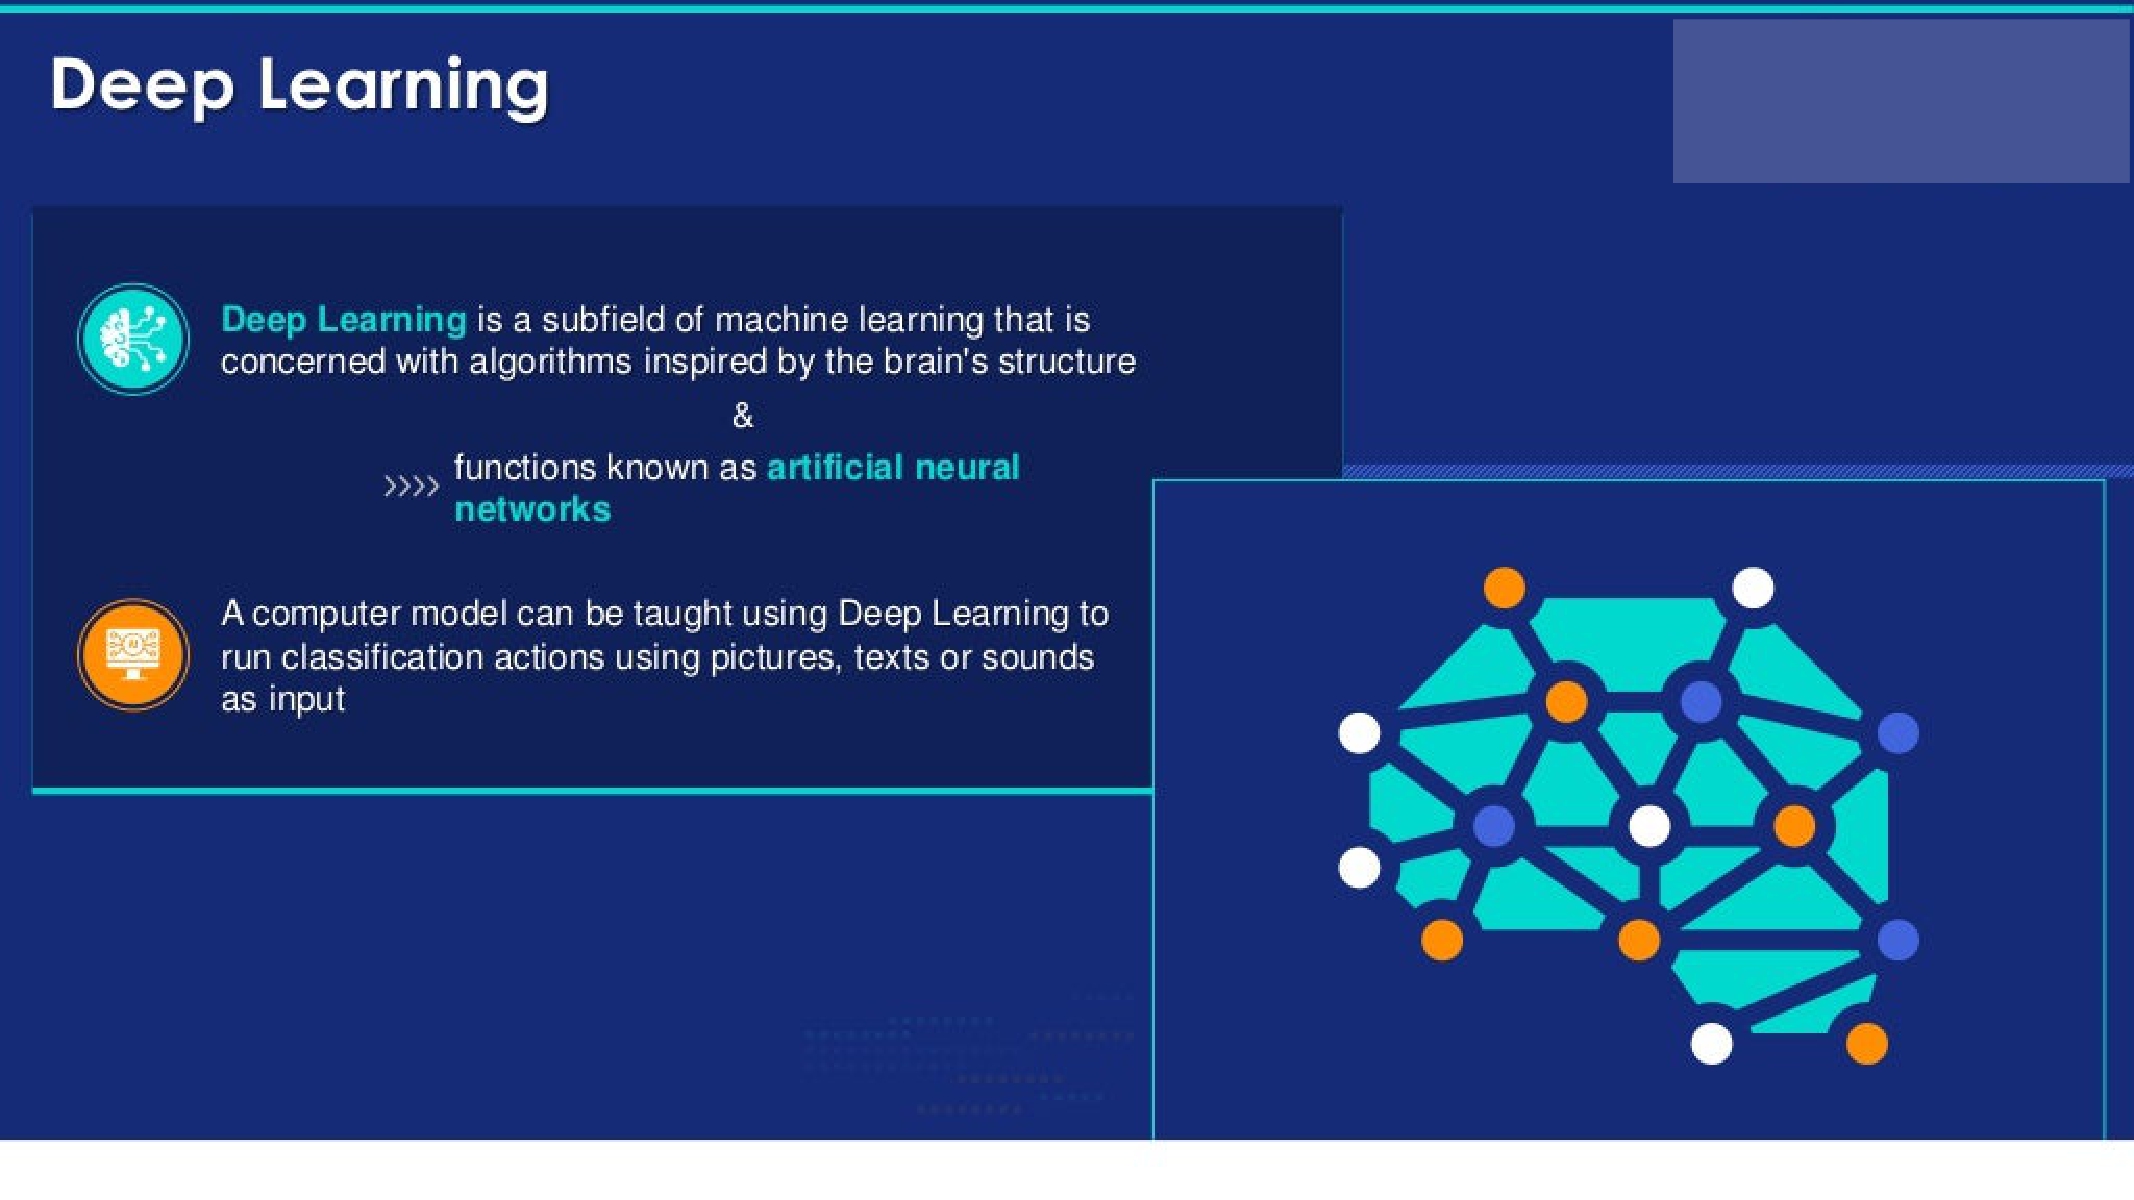 Deep Learning
Deep Learning is a subfield of machine learning that is
concerned with algorithms inspired by the brain's structure
&
functions known as artificial neural
networks
A computer model can be taught using Deep Learning to
run classification actions using pictures, texts or sounds
as input